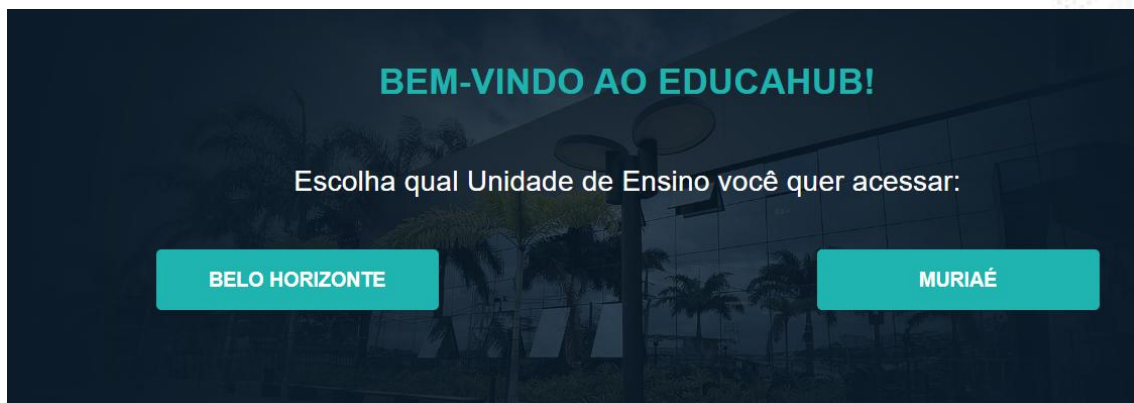 BEM-VINDO AO EDUCAHUB!
Escolha qual Unidade de Ensino você quer acessar:
BELO HORIZONTE
MURIAÉ